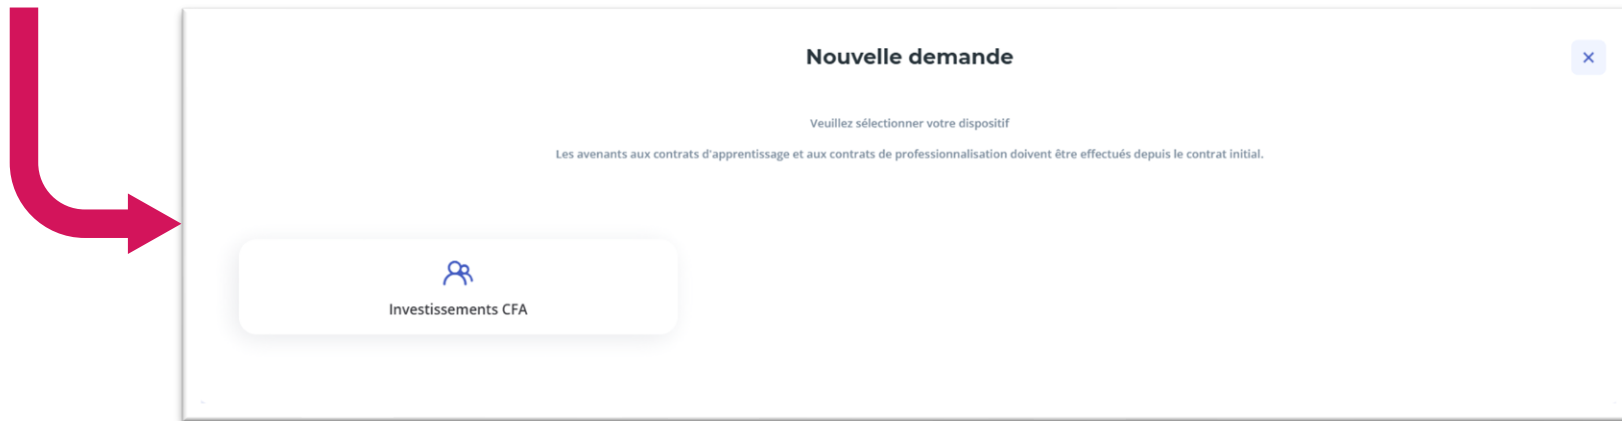 Nouvelle demande
Veuillez sélectionner votre dispositif
Les avenants aux contrats d'apprentissage et aux contrats de professionnalisation doivent être effectués depuis le contrat initial.
Investissements CFA